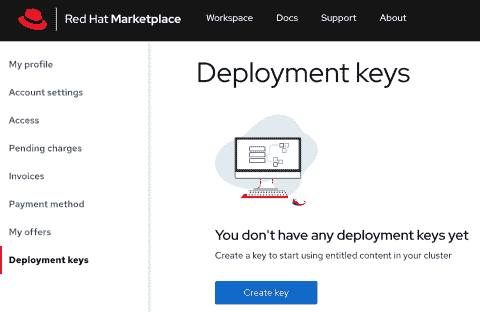 Red Hat Marketplace
Workspace
Docs
Support
About
My profile
Account settings
Access
Pending charges
Invoices
Payment method
My offers
Deployment keys
Deployment keys
You don't have any deployment keys yet
Create a key to start using entitled content in your cluster
Create key